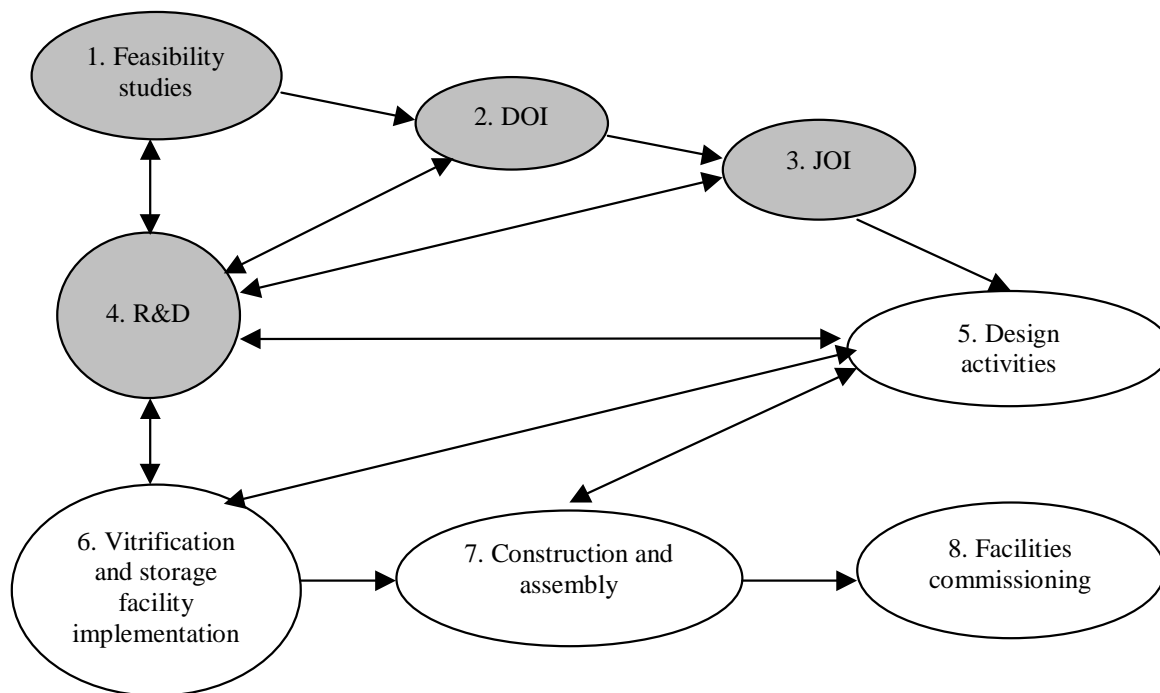 1. Feasibility
studies
2. DOI
3. JOI
4. R&D
5. Design
activities
6. Vitrification
and storage
facility
implementation
7. Construction and
assembly
8. Facilities
commissioning